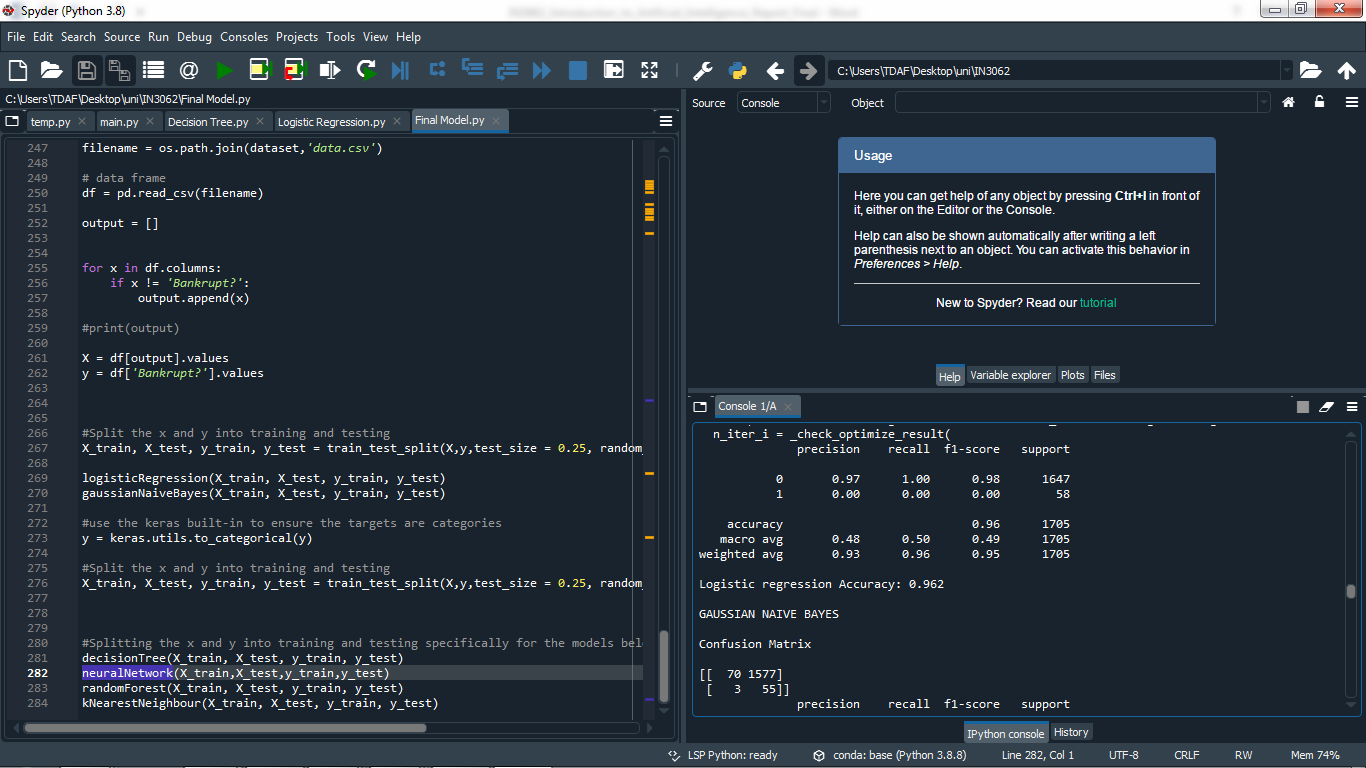 Spyder (Python 3.8)
File Edit Search Source Run Debug Consoles Projects Tools View Help
C:\Users\TDAF\Desktop\uni\IN3062
C:\Users\TDAF\Desktop\uni\IN3062\Final Model.py
temp.py main.py Decision Tree.py Logistic Regression.py Final Model.py
247 filename = os.path.join(dataset,'data.csv')
248
249 # data frame
250 df = pd.read_csv(filename)
251
252 output = []
253
254
255 for x in df.columns:
256     if x != 'Bankrupt?':
257         output.append(x)
258
259 #print(output)
260
261 X = df[output].values
262 y = df['Bankrupt?'].values
263
264
265
266 #Split the x and y into training and testing
267 X_train, X_test, y_train, y_test = train_test_split(X,y,test_size = 0.25, random_
268
269 logisticRegression(X_train, X_test, y_train, y_test)
270 gaussianNaiveBayes(X_train, X_test, y_train, y_test)
271
272 #use the keras built-in to ensure the targets are categories
273 y = keras.utils.to_categorical(y)
274
275 #Split the x and y into training and testing
276 X_train, X_test, y_train, y_test = train_test_split(X,y,test_size = 0.25, random_
277
278
279
280 #Splitting the x and y into training and testing specifically for the models bel
281 decisionTree(X_train, X_test, y_train, y_test)
282 neuralNetwork(X_train,X_test,y_train,y_test)
283 randomForest(X_train, X_test, y_train, y_test)
284 kNearestNeighbour(X_train, X_test, y_train, y_test)
Source Console Object
Usage
Here you can get help of any object by pressing Ctrl+I in front of
it, either on the Editor or the Console.
Help can also be shown automatically after writing a left
parenthesis next to an object. You can activate this behavior in
Preferences > Help.
New to Spyder? Read our tutorial
Help Variable explorer Plots Files
Console 1/A
n_iter_i = _check_optimize_result(
precision recall f1-score support
0 0.97 1.00 0.98 1647
1 0.00 0.00 0.00 58
accuracy 0.96 1705
macro avg 0.48 0.50 0.49 1705
weighted avg 0.93 0.96 0.95 1705
Logistic regression Accuracy: 0.962
GAUSSIAN NAIVE BAYES
Confusion Matrix
[[ 70 1577]
[ 3 55]]
precision recall f1-score support
IPython console History
LSP Python: ready conda: base (Python 3.8.8) Line 282, Col 1 UTF-8 CRLF RW Mem 74%